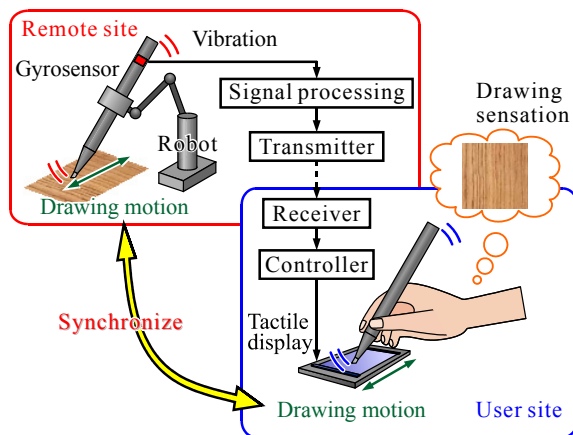 Remote site
Vibration
Gyrosensor
Signal processing
Drawing
sensation
Robot
Transmitter
Drawing motion
Receiver
Controller
Synchronize
Tactile
display
Drawing motion
User site